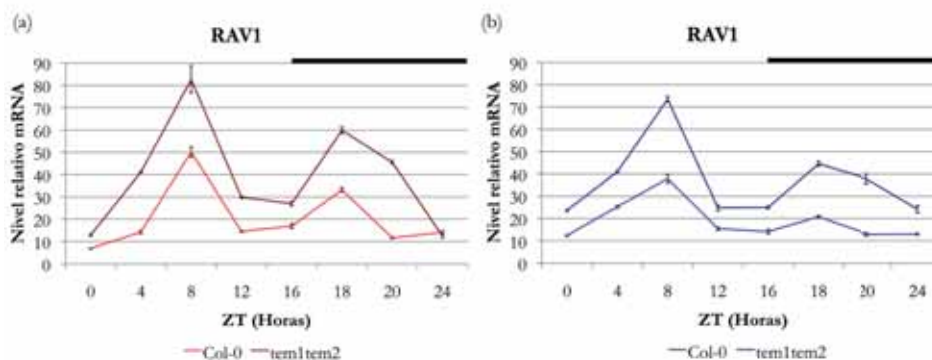 (a)
RAV1
Nivel relativo mRNA
90
80
70
60
50
40
30
20
10
0
0 4 8 12 16 18 20 24
ZT (Horas)
Col-0 tem1tem2
(b)
RAV1
Nivel relativo mRNA
90
80
70
60
50
40
30
20
10
0
0 4 8 12 16 18 20 24
ZT (Horas)
Col-0 tem1tem2